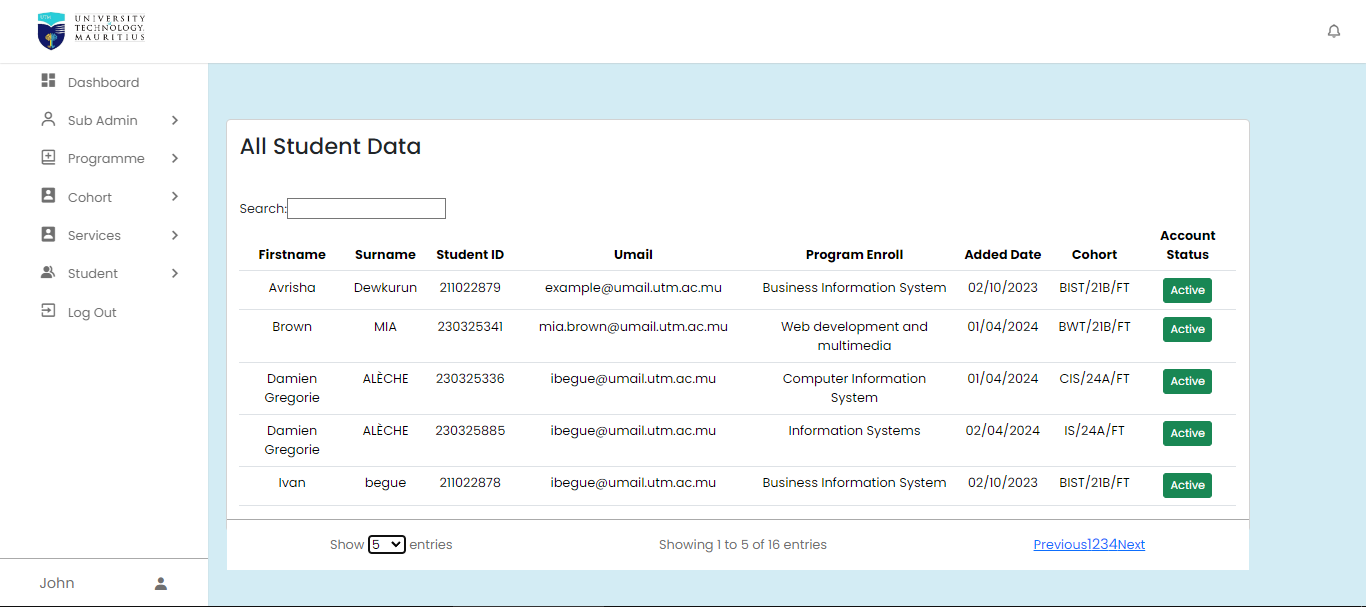 UNIVERSITY
TECHNOLOGY,
MAURITIUS
Dashboard
Sub Admin
Programme
Cohort
Services
Student
Log Out
John
All Student Data
Search:
Firstname Surname Student ID Umail Program Enroll Added Date Cohort Account Status
Avrisha Dewkurun 211022879 example@umail.utm.ac.mu Business Information System 02/10/2023 BIST/21B/FT Active
Brown MIA 230325341 mia.brown@umail.utm.ac.mu Web development and multimedia 01/04/2024 BWT/21B/FT Active
Damien Gregorie ALÈCHE 230325336 ibegue@umail.utm.ac.mu Computer Information System 01/04/2024 CIS/24A/FT Active
Damien Gregorie ALÈCHE 230325885 ibegue@umail.utm.ac.mu Information Systems 02/04/2024 IS/24A/FT Active
Ivan begue 211022878 ibegue@umail.utm.ac.mu Business Information System 02/10/2023 BIST/21B/FT Active
Show 5 entries Showing 1 to 5 of 16 entries Previous1234Next